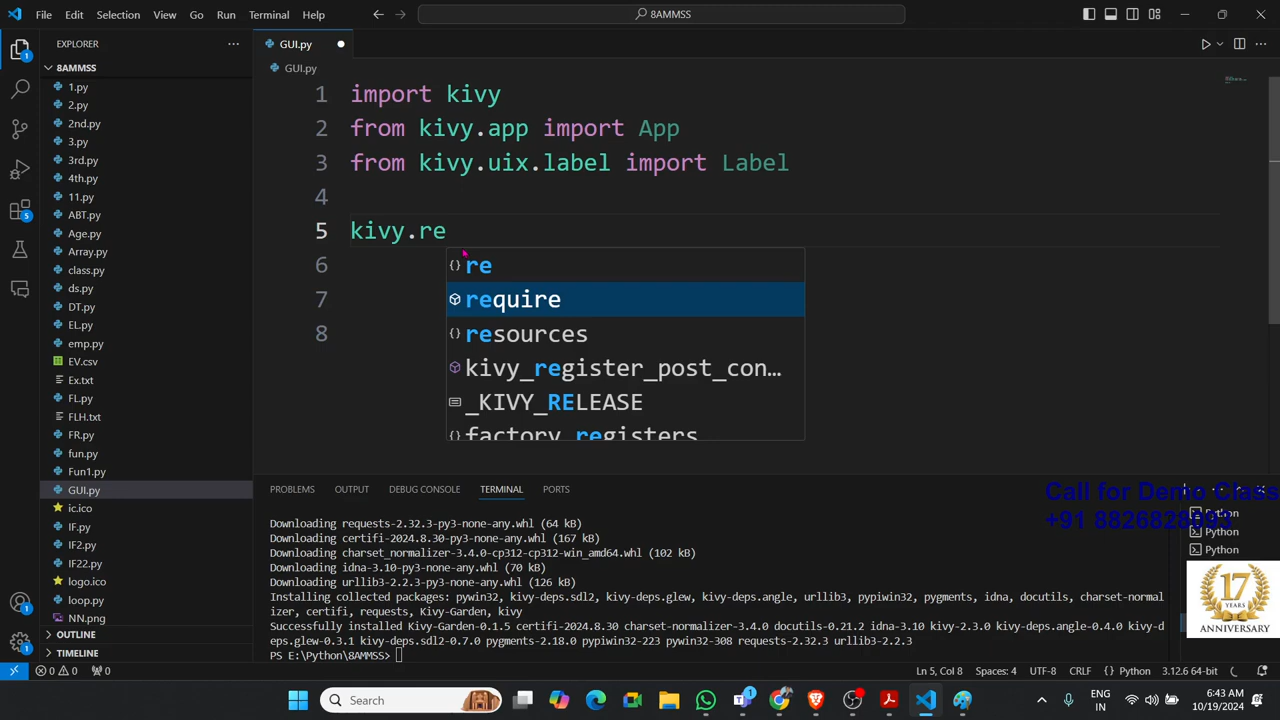 File Edit Selection View Go Run Terminal Help
8AMMSS
EXPLORER
GUI.py
8AMMSS
GUI.py
1.py
2.py
2nd.py
3.py
3rd.py
4th.py
11.py
ABT.py
Age.py
Array.py
class.py
ds.py
DT.py
EL.py
emp.py
EV.csv
Ex.txt
FL.py
FLH.txt
FR.py
fun.py
Fun1.py
GUI.py
ic.ico
IF.py
IF2.py
IF22.py
logo.ico
loop.py
NN.png
OUTLINE
TIMELINE
1 import kivy
2 from kivy.app import App
3 from kivy.uix.label import Label
4
5 kivy.re
6
7
8
re
require
resources
kivy_register_post_con...
_KIVY_RELEASE
factory_registers
PROBLEMS OUTPUT DEBUG CONSOLE TERMINAL PORTS
Downloading requests-2.32.3-py3-none-any.whl (64 kB)
Downloading certifi-2024.8.30-py3-none-any.whl (167 kB)
Downloading charset_normalizer-3.4.0-cp312-cp312-win_amd64.whl (102 kB)
Downloading idna-3.10-py3-none-any.whl (70 kB)
Downloading urllib3-2.2.3-py3-none-any.whl (126 kB)
Installing collected packages: pywin32, kivy-deps.sdl2, kivy-deps.glew, kivy-deps.angle, urllib3, pypiwin32, pygments, idna, docutils, charset-normal
izer, certifi, requests, Kivy-Garden, kivy
Successfully installed Kivy-Garden-0.1.5 certifi-2024.8.30 charset-normalizer-3.4.0 docutils-0.21.2 idna-3.10 kivy-2.3.0 kivy-deps.angle-0.4.0 kivy-d
eps.glew-0.3.1 kivy-deps.sdl2-0.7.0 pygments-2.18.0 pypiwin32-223 pywin32-308 requests-2.32.3 urllib3-2.2.3
PS E:\Python\8AMMSS>
Call for Demo Class
+91 8826828093
Python
Python
Python
17
YEARS
ANNIVERSARY
0 0 0
Ln 5, Col 8 Spaces: 4 UTF-8 CRLF {} Python 3.12.6 64-bit
Search
ENG
IN
6:43 AM
10/19/2024